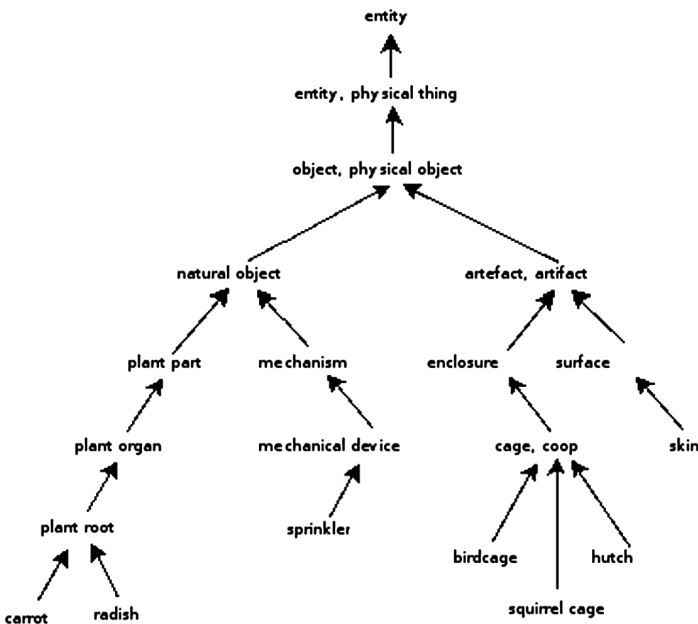 entity
entity, physical thing
object, physical object
natural object
artefact, artifact
plant part
mechanism
enclosure
surface
plant organ
mechanical device
cage, coop
skin
plant root
sprinkler
birdcage
hutch
carrot
radish
squirrel cage